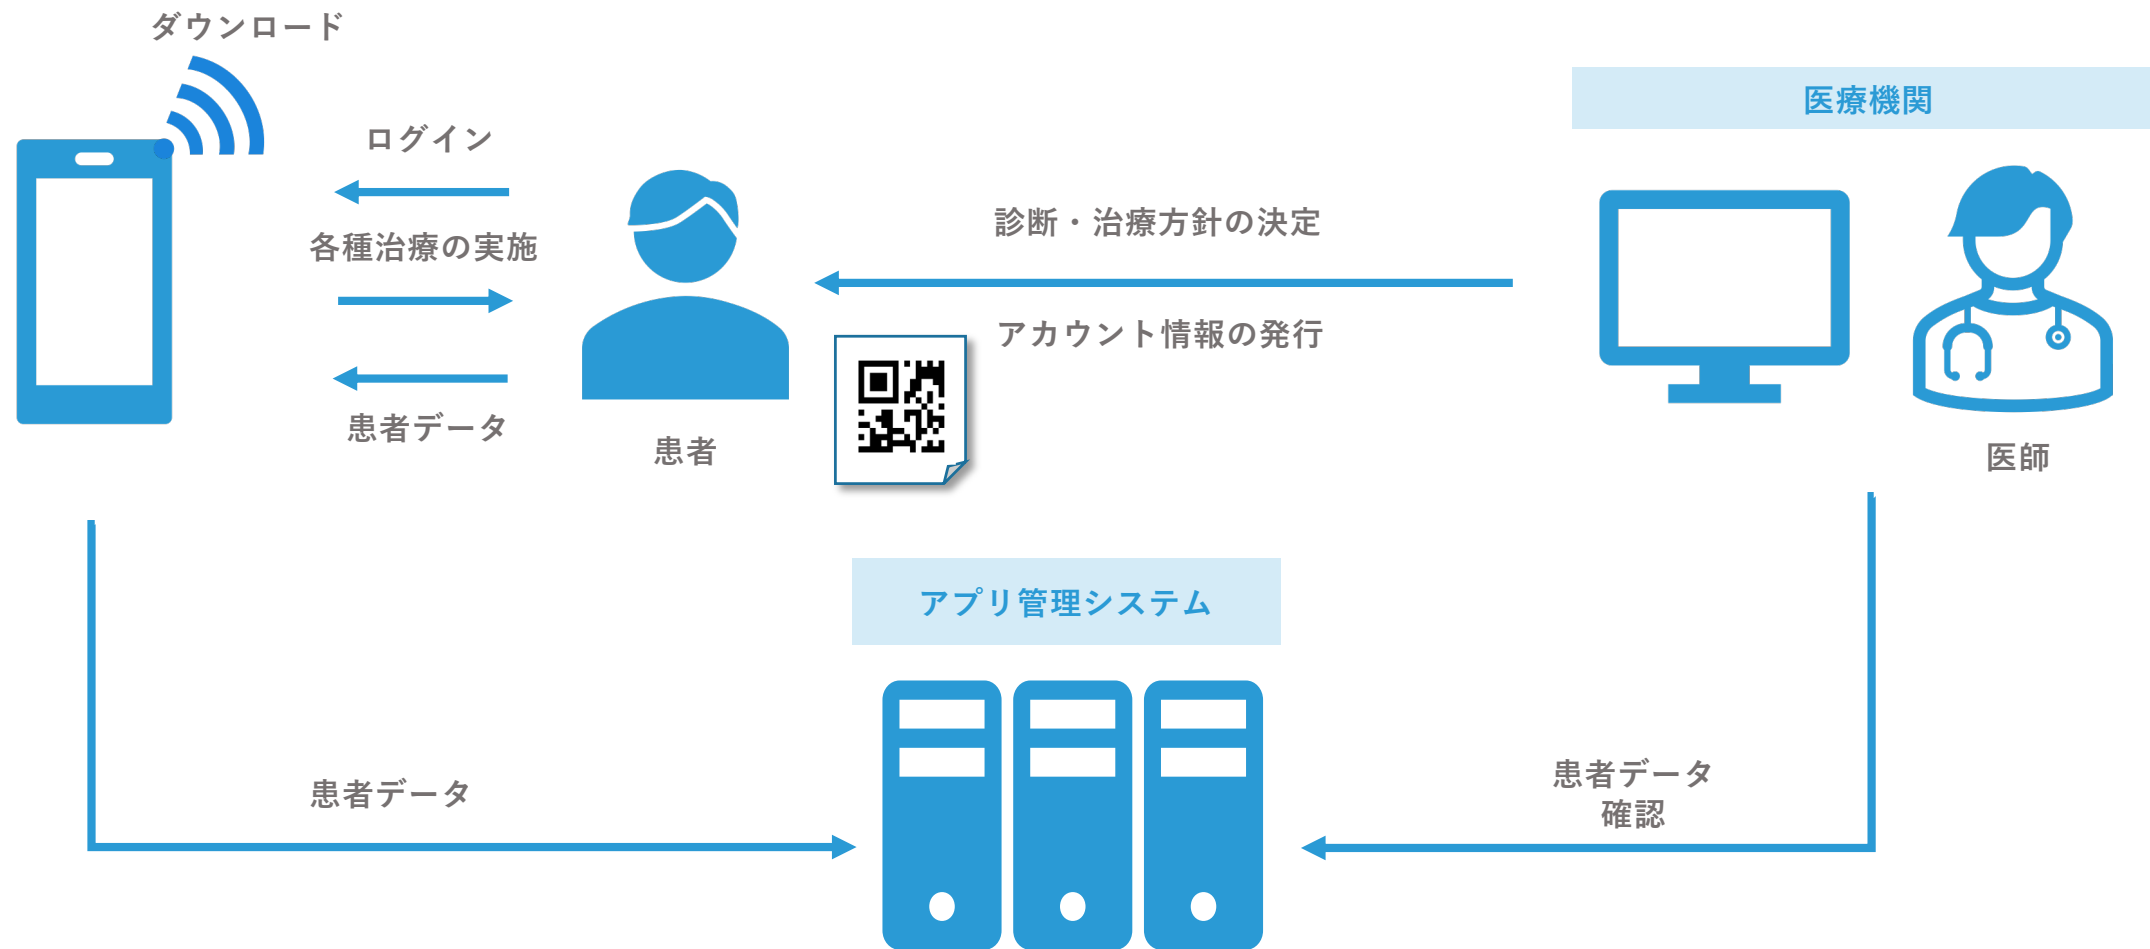 ダウンロード
医療機関
ログイン
各種治療の実施
診断・治療方針の決定
アカウント情報の発行
患者データ
患者
医師
アプリ管理システム
患者データ
患者データ
確認